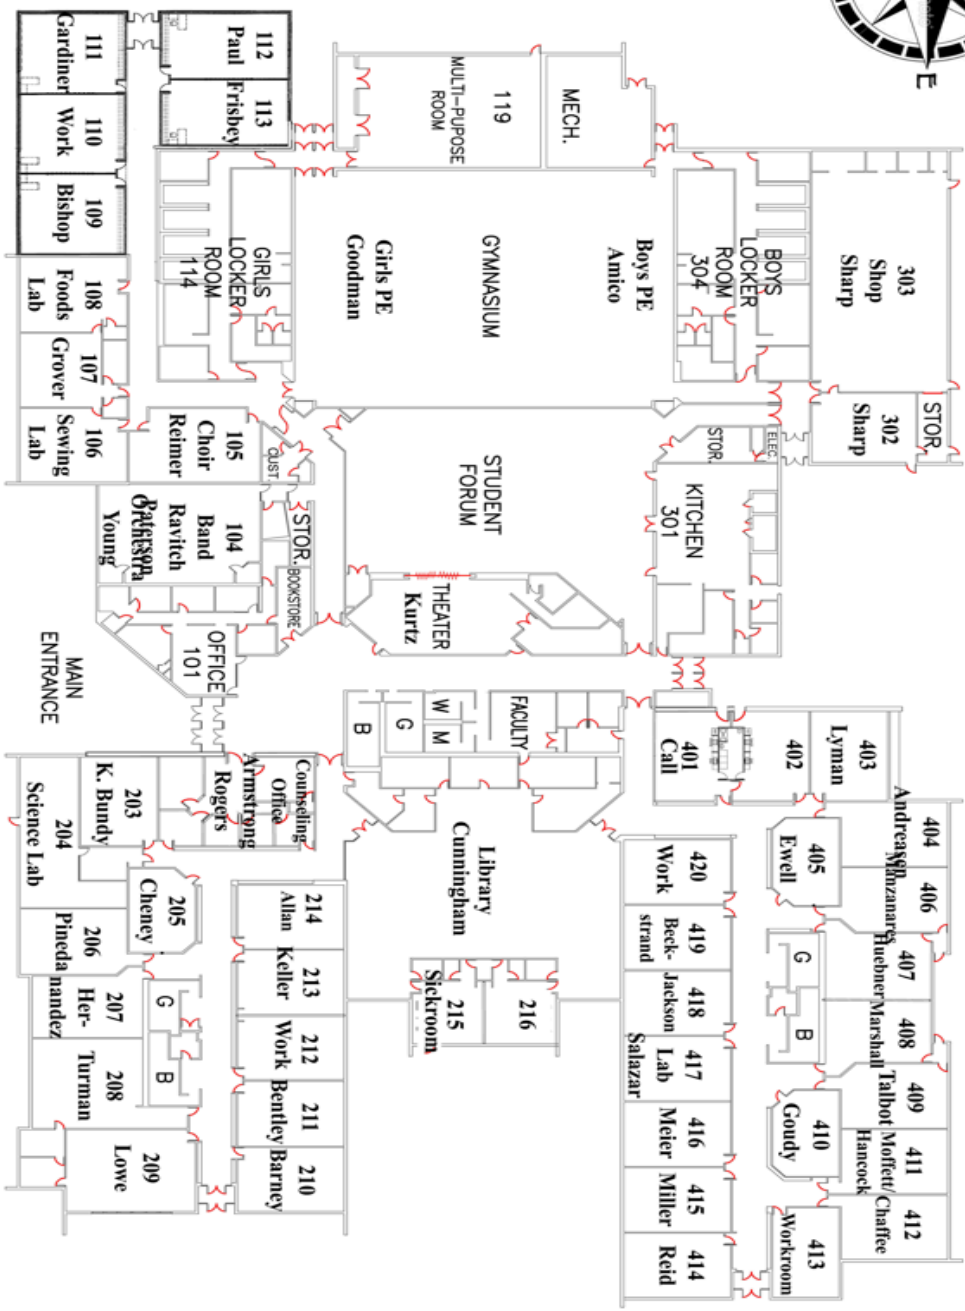 E
111
Gardiner
110
Work
109
Bishop
112
Paul
113
Frisbey
108
Foods
Lab
107
Grover
106
Sewing
Lab
GIRLS
LOCKER
ROOM
114
119
MULTI-PUPOSE
ROOM
MECH.
GYMNASIUM
Girls PE
Goodman
Boys PE
Amico
BOYS
LOCKER
ROOM
304
303
Shop
Sharp
302
Sharp
STOR.
ELEC.
STOR.
KITCHEN
301
STUDENT
FORUM
THEATER
Kurtz
105
Choir
Reimer
CUST.
104
Band
Ravitch
Paterson
Orchestra
Young
STOR.
BOOKSTORE
OFFICE
101
MAIN
ENTRANCE
B
G
W
M
FACULTY
401
Call
402
403
Lyman
404
Andreasen
405
Ewell
406
Manzanares
407
Huebner
408
Marshall
409
Talbot
410
Goudy
411
Moffett/
Hancock
412
Chaffee
413
Workroom
G
B
420
Work
419
Beck-
strand
418
Jackson
417
Lab
Salazar
416
Meier
415
Miller
414
Reid
Library
Cunningham
215
Sickroom
216
Counseling
Office
Armstrong
Rogers
203
K. Bundy
204
Science Lab
205
Cheney
206
Pineda
207
Her-
nandez
208
Turman
209
Lowe
G
B
214
Allan
213
Keller
212
Work
211
Bentley
210
Barney